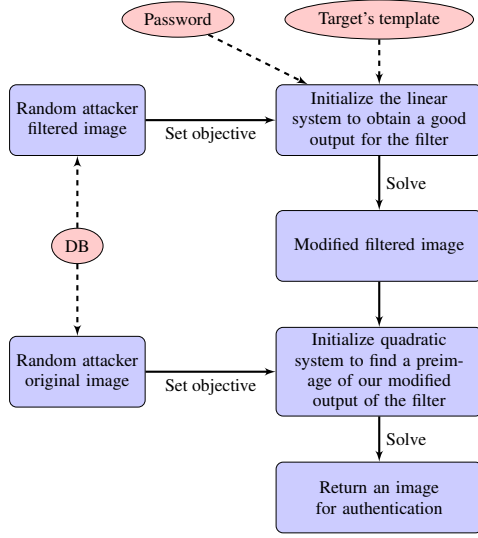 Password
Target's template
Random attacker
filtered image
Set objective
Initialize the linear
system to obtain a good
output for the filter
Solve
DB
Modified filtered image
Random attacker
original image
Set objective
Initialize quadratic
system to find a preim-
age of our modified
output of the filter
Solve
Return an image
for authentication